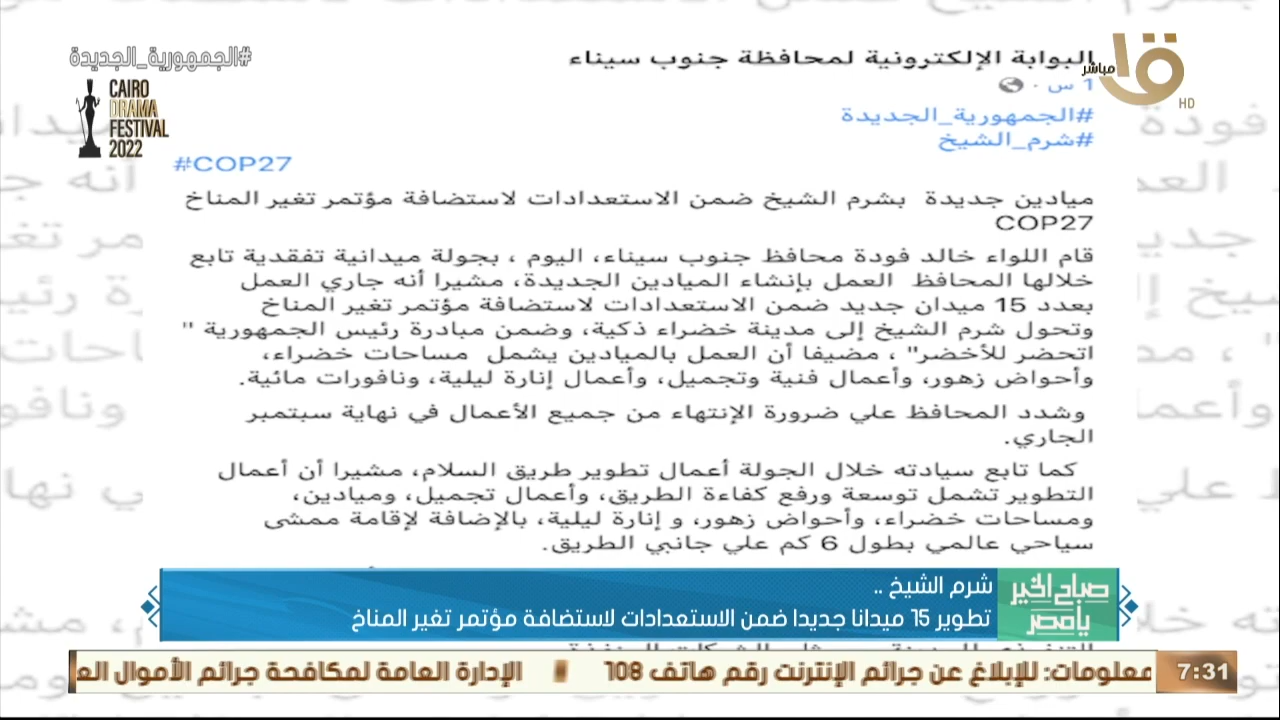 #الجمهورية_الجديدة
CAIRO
DRAMA
FESTIVAL
2022
مباشر
HD
البوابة الإلكترونية لمحافظة جنوب سيناء
1 س ·
#الجمهورية_الجديدة
#شرم_الشيخ
#COP27
ميادين جديدة بشرم الشيخ ضمن الاستعدادات لاستضافة مؤتمر تغير المناخ
COP27
قام اللواء خالد فودة محافظ جنوب سيناء، اليوم ، بجولة ميدانية تفقدية تابع
خلالها المحافظ العمل بإنشاء الميادين الجديدة، مشيرا أنه جاري العمل
بعدد 15 ميدان جديد ضمن الاستعدادات لاستضافة مؤتمر تغير المناخ
وتحول شرم الشيخ إلى مدينة خضراء ذكية، وضمن مبادرة رئيس الجمهورية "
اتحضر للأخضر" ، مضيفا أن العمل بالميادين يشمل مساحات خضراء،
وأحواض زهور، وأعمال فنية وتجميل، وأعمال إنارة ليلية، ونافورات مائية.
وشدد المحافظ علي ضرورة الإنتهاء من جميع الأعمال في نهاية سبتمبر
الجاري.
كما تابع سيادته خلال الجولة أعمال تطوير طريق السلام، مشيرا أن أعمال
التطوير تشمل توسعة ورفع كفاءة الطريق، وأعمال تجميل، وميادين،
ومساحات خضراء، وأحواض زهور، و إنارة ليلية، بالإضافة لإقامة ممشى
سياحي عالمي بطول 6 كم علي جانبي الطريق.
صباح الخير
يا مصر
شرم الشيخ ..
تطوير 15 ميدانا جديدا ضمن الاستعدادات لاستضافة مؤتمر تغير المناخ
7:31
معلومات: للإبلاغ عن جرائم الإنترنت رقم هاتف 108 الإدارة العامة لمكافحة جرائم الأموال الع